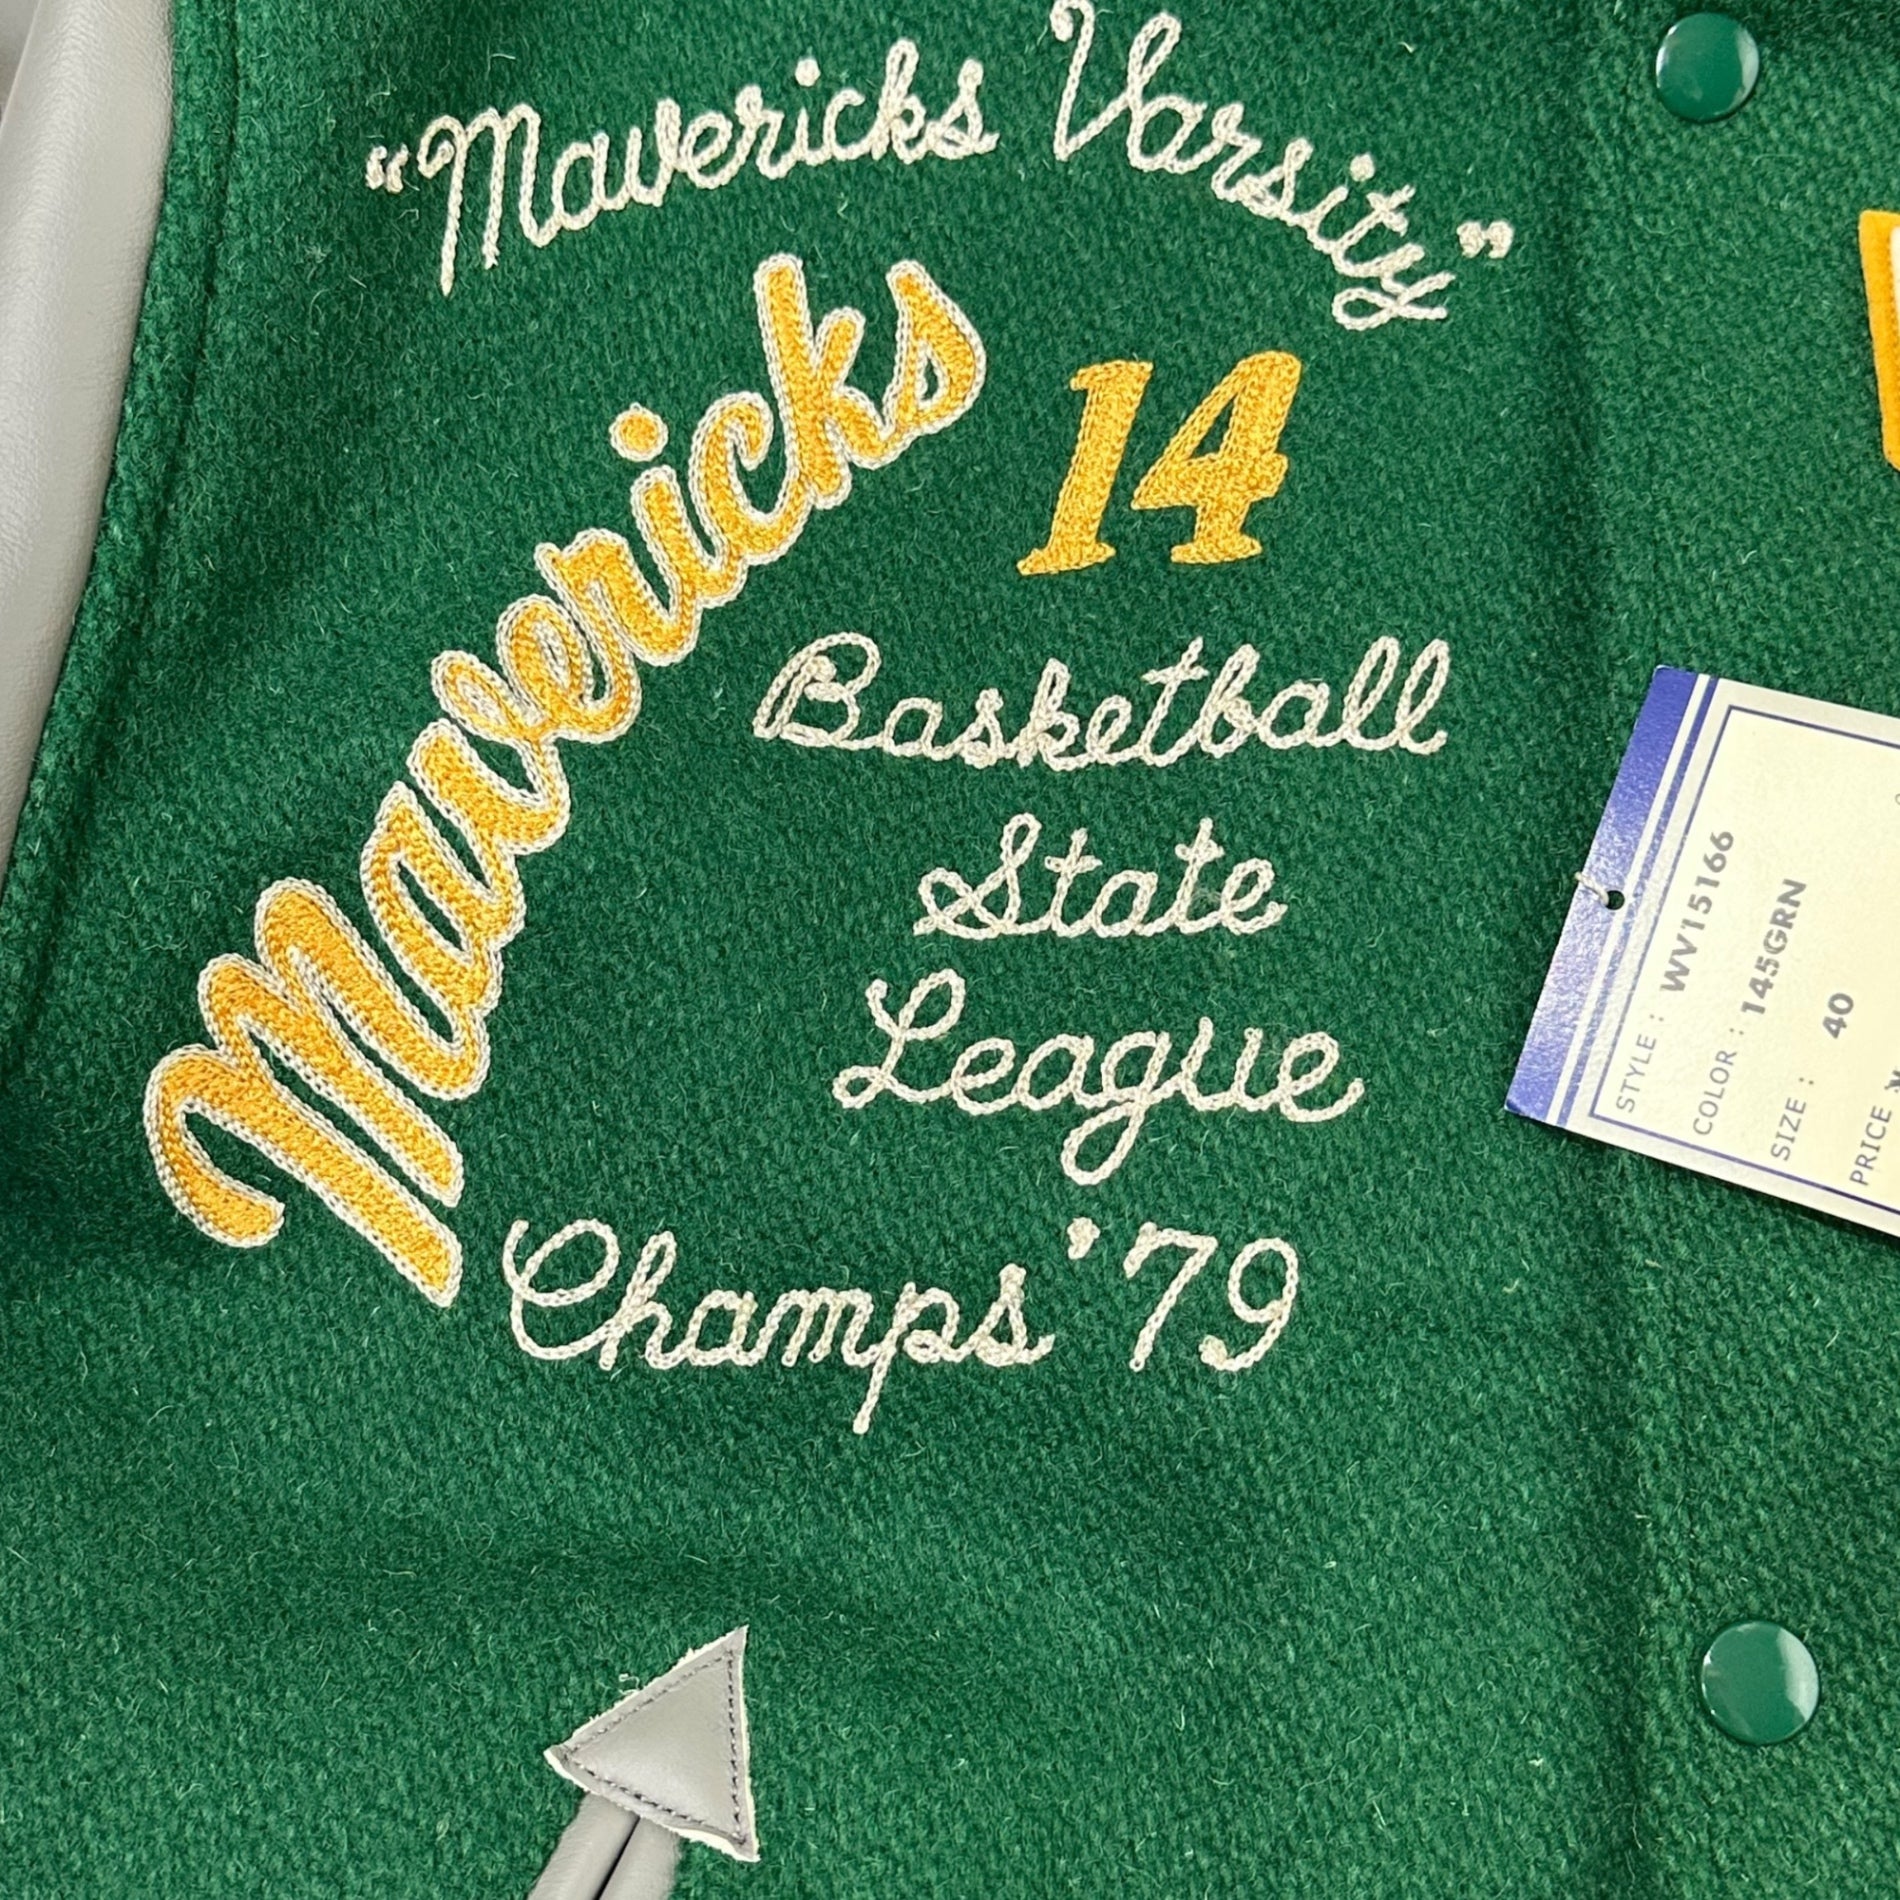 “Mavericks Varsity”
Mavericks
14
Basketball
State
League
Champs '79
STYLE : WV15166
COLOR : 145GRN
SIZE : 40
PRICE ¥